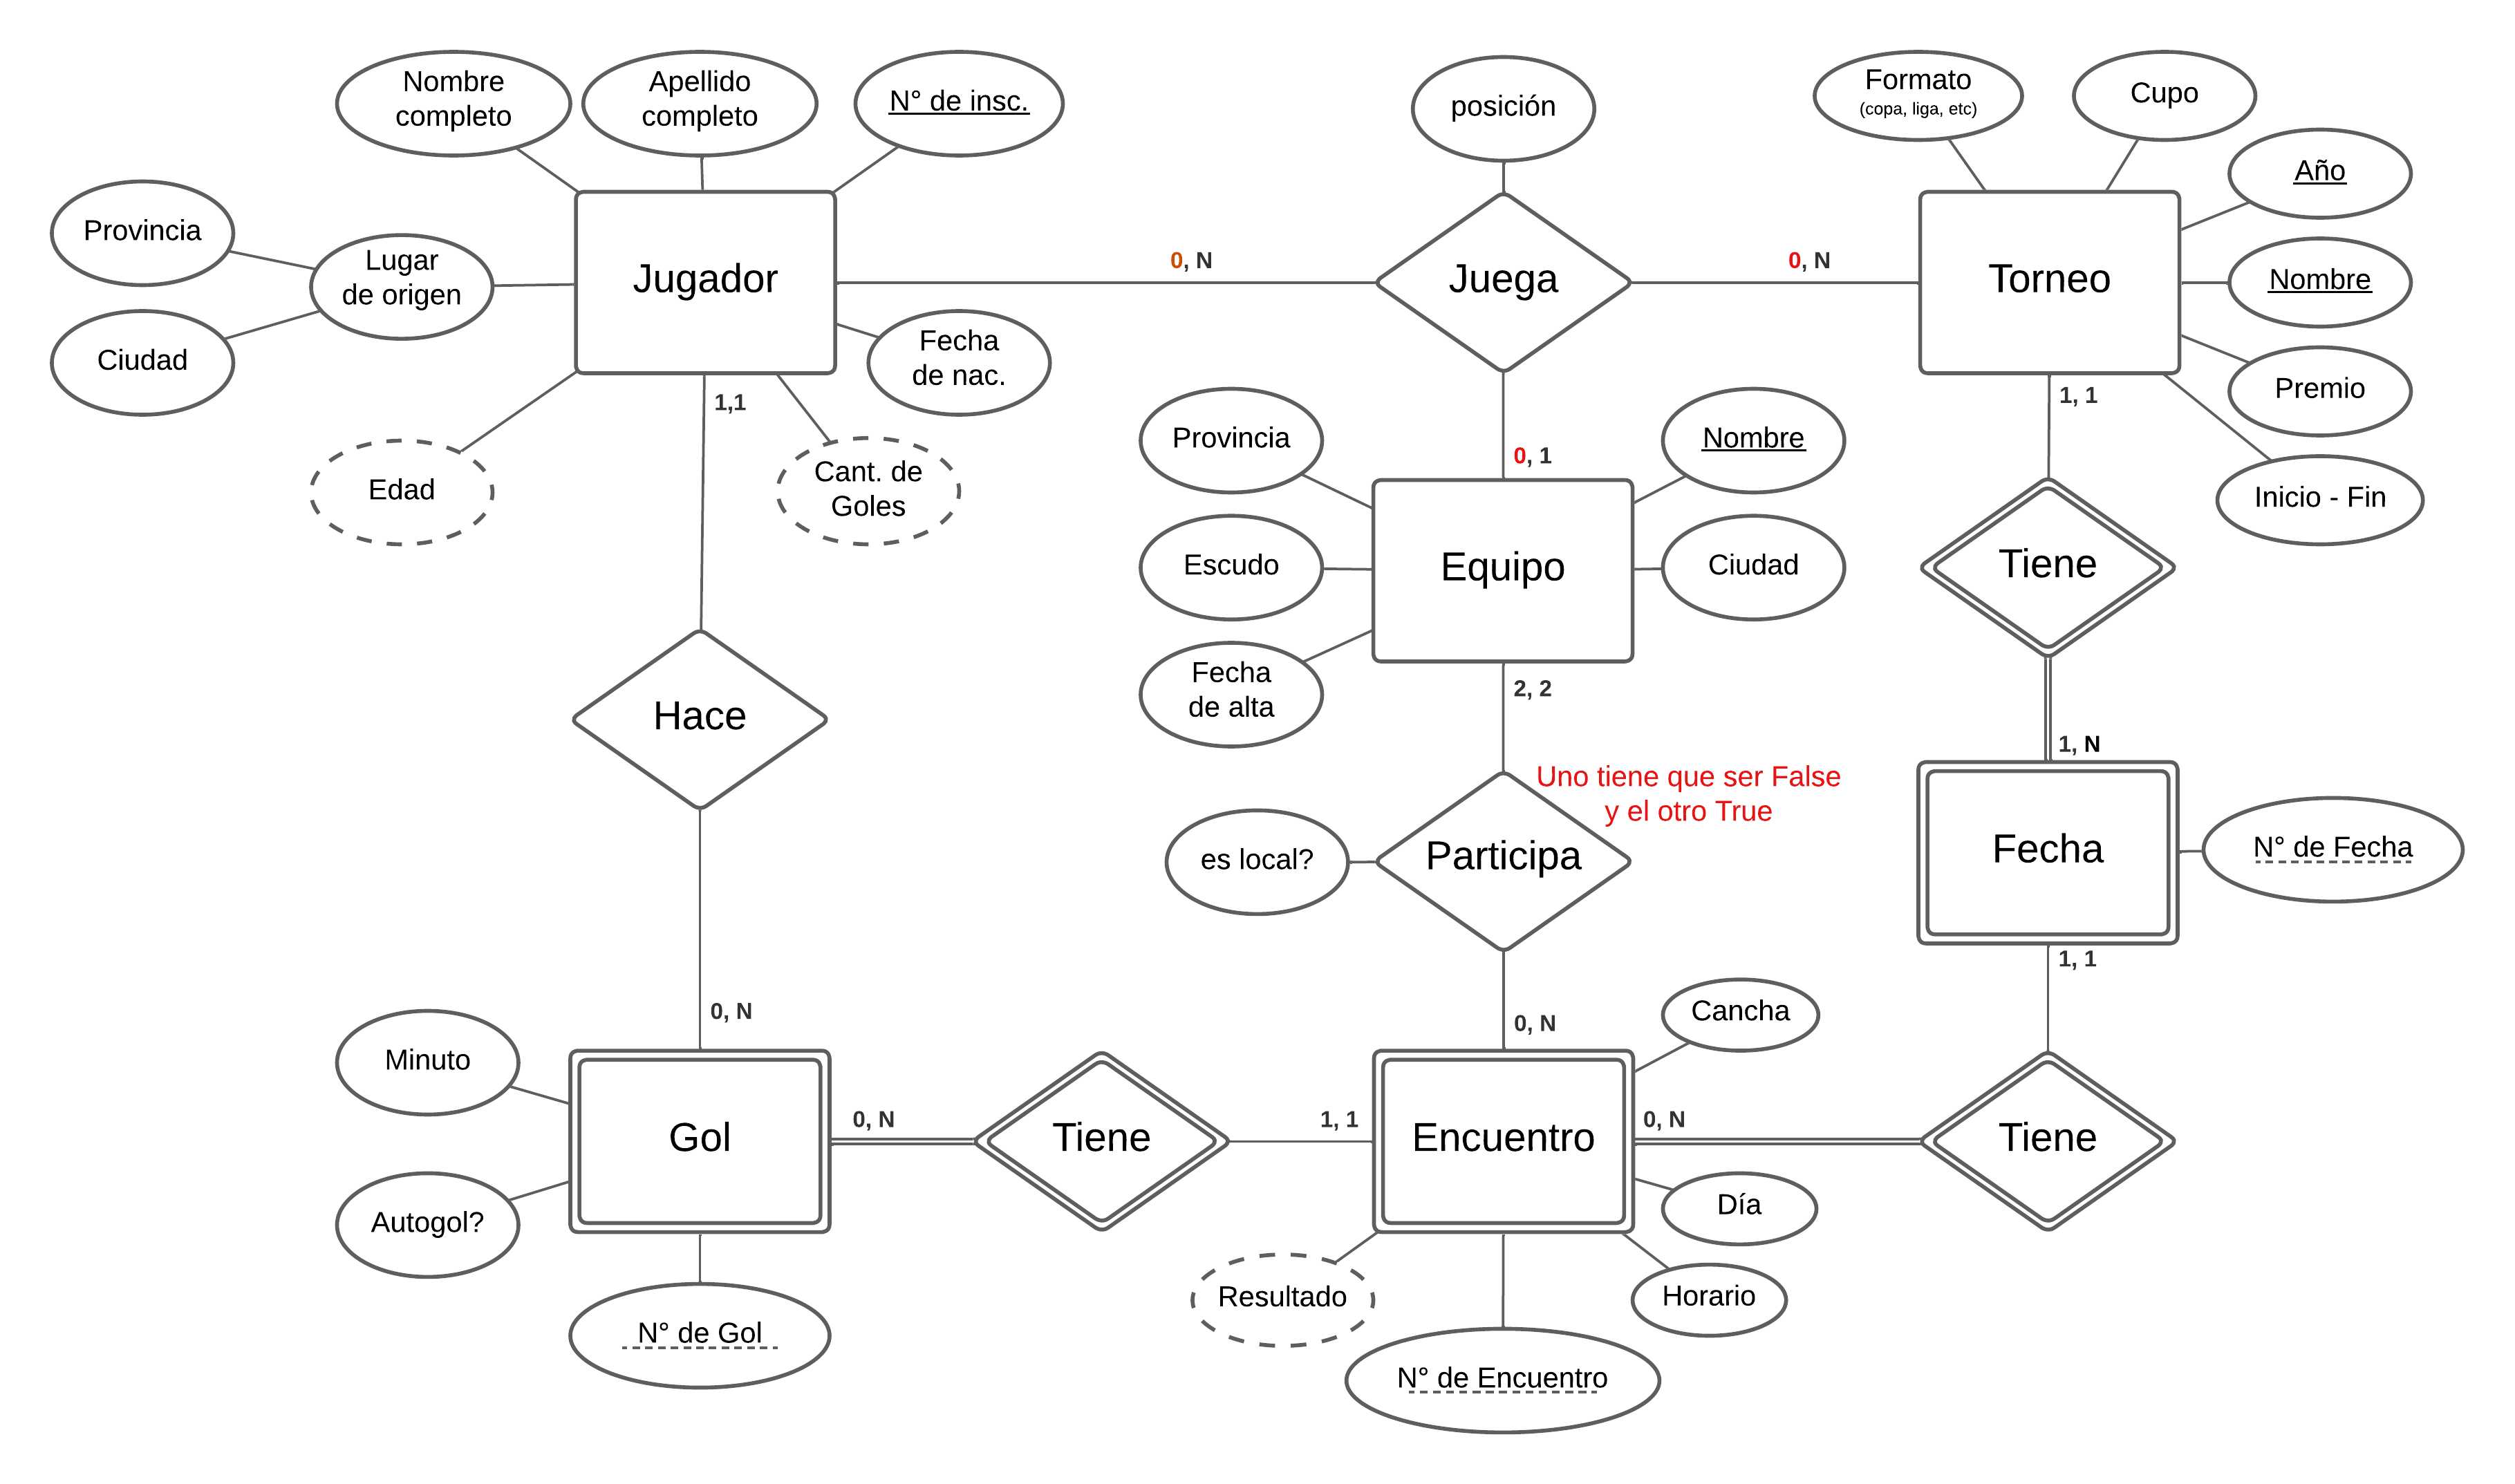 Nombre
completo
Apellido
completo
N° de insc.
posición
Formato
(copa, liga, etc)
Cupo
Año
Provincia
Lugar
de origen
Jugador
0, N
Juega
0, N
Torneo
Nombre
Ciudad
Fecha
de nac.
Premio
1,1
1, 1
Edad
Cant. de
Goles
Provincia
0, 1
Nombre
Inicio - Fin
Escudo
Equipo
Ciudad
Tiene
Fecha
de alta
2, 2
Hace
1, N
Uno tiene que ser False
y el otro True
es local?
Participa
Fecha
N° de Fecha
1, 1
0, N
0, N
Cancha
Minuto
Gol
0, N
Tiene
1, 1
Encuentro
0, N
Tiene
Autogol?
Día
Resultado
Horario
N° de Gol
N° de Encuentro